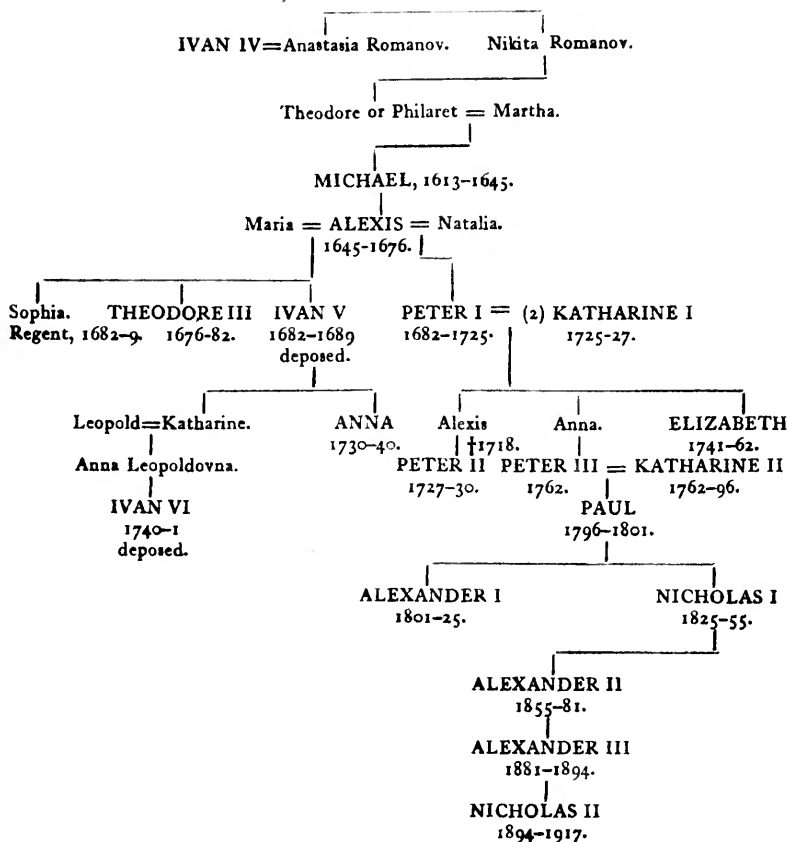 IVAN IV=Anastasia Romanov. Nikita Romanov.
Theodore or Philaret = Martha.
MICHAEL, 1613-1645.
Maria = ALEXIS = Natalia.
1645-1676.
Sophia. THEODORE III IVAN V PETER I = (2) KATHARINE I
Regent, 1682-9. 1676-82. 1682-1689 1682-1725. 1725-27.
deposed.
Leopold=Katharine. ANNA Alexis Anna. ELIZABETH
1730-40. †1718. 1741-62.
Anna Leopoldovna. PETER II PETER III = KATHARINE II
1727-30. 1762. 1762-96.
IVAN VI PAUL
1740-1 1796-1801.
deposed.
ALEXANDER I NICHOLAS I
1801-25. 1825-55.
ALEXANDER II
1855-81.
ALEXANDER III
1881-1894.
NICHOLAS II
1894-1917.